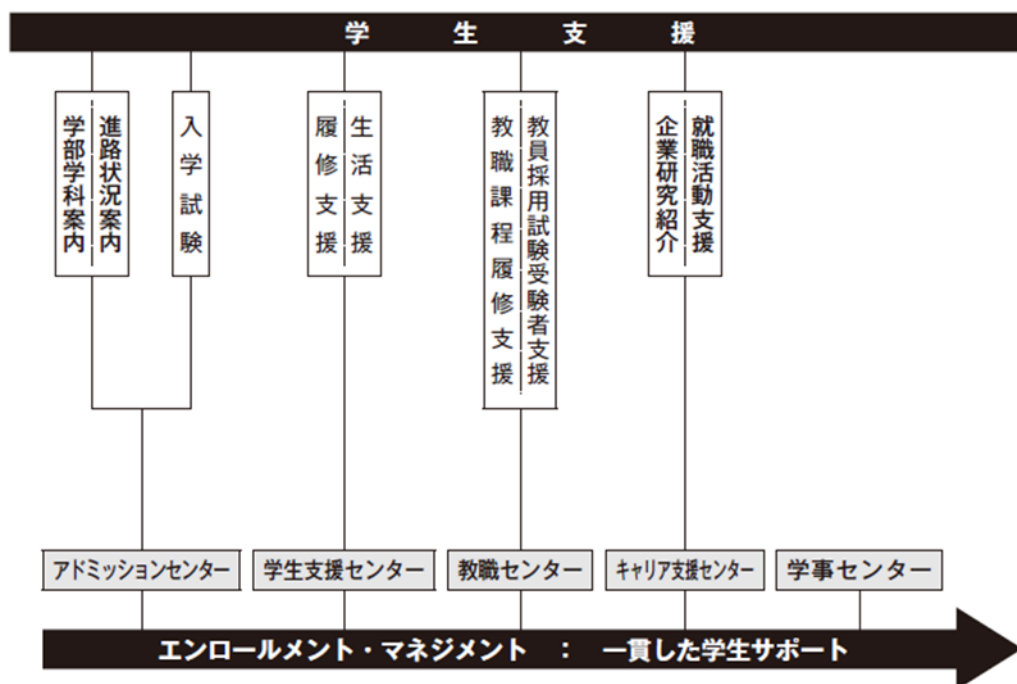 学生支援
進路状況案内
学部学科案内
入学試験
生活支援
履修支援
教員採用試験受験者支援
教職課程履修支援
就職活動支援
企業研究紹介
アドミッションセンター
学生支援センター
教職センター
キャリア支援センター
学事センター
エンロールメント・マネジメント : 一貫した学生サポート